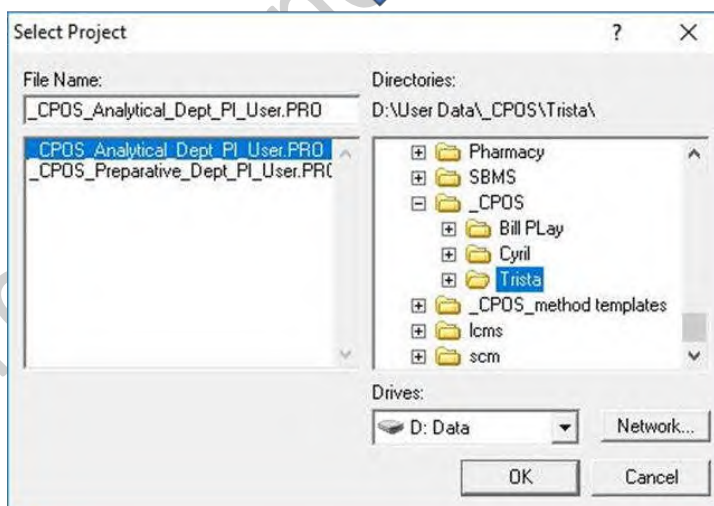 Select Project
File Name:
_CPOS_Analytical_Dept_PI_User.PRO
_CPOS_Analytical_Dept_PI_User.PRO
_CPOS_Preparative_Dept_PI_User.PRO
Directories:
D:\User Data\_CPOS\Trista\
Pharmacy
SBMS
_CPOS
Bill PLay
Cyril
Trista
_CPOS_method templates
lcms
scm
Drives:
D: Data
Network...
OK
Cancel